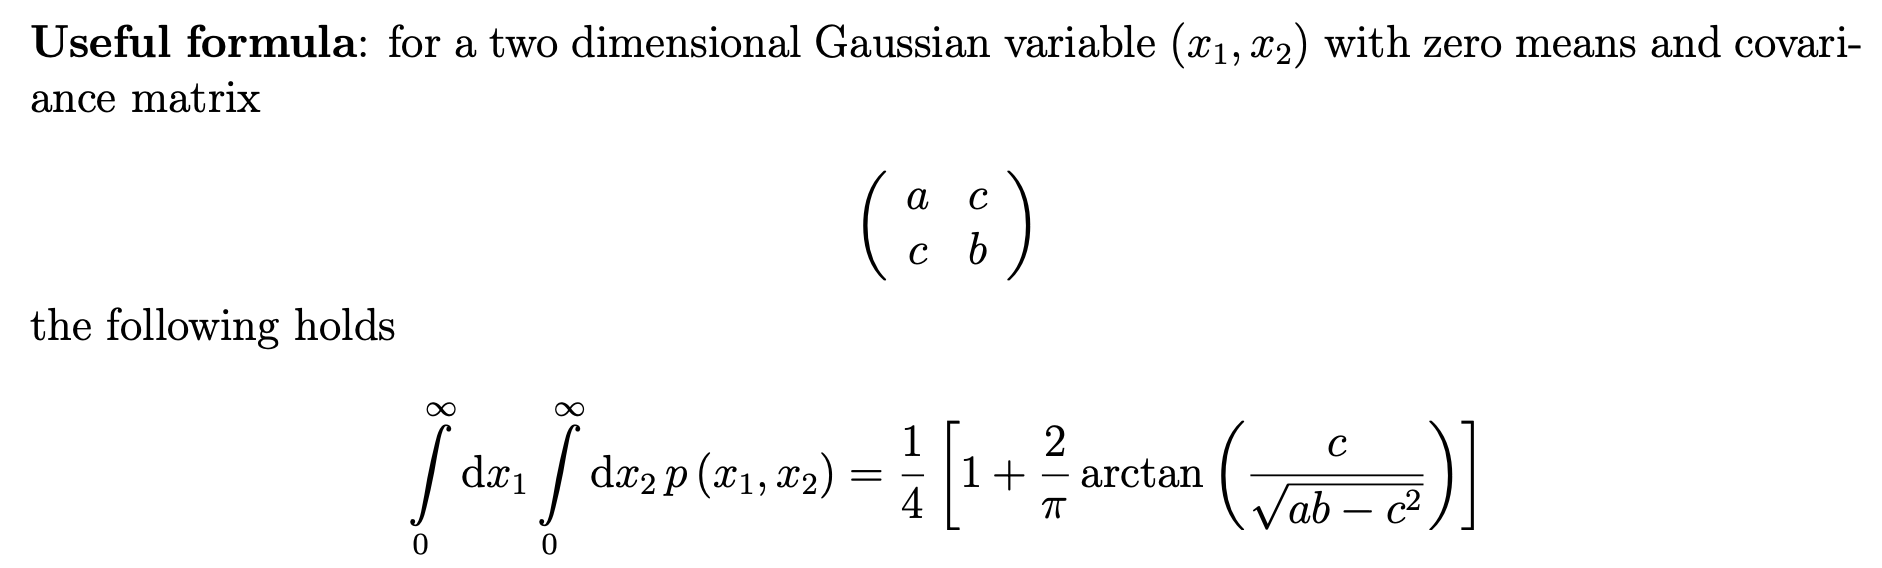 Useful formula: for a two dimensional Gaussian variable (x₁, x₂) with zero means and covari-
ance matrix
( a c
c b )
the following holds
∫₀^∞ dx₁ ∫₀^∞ dx₂ p (x₁, x₂) = 1/4 [1 + 2/π arctan (c/√(ab − c²))]